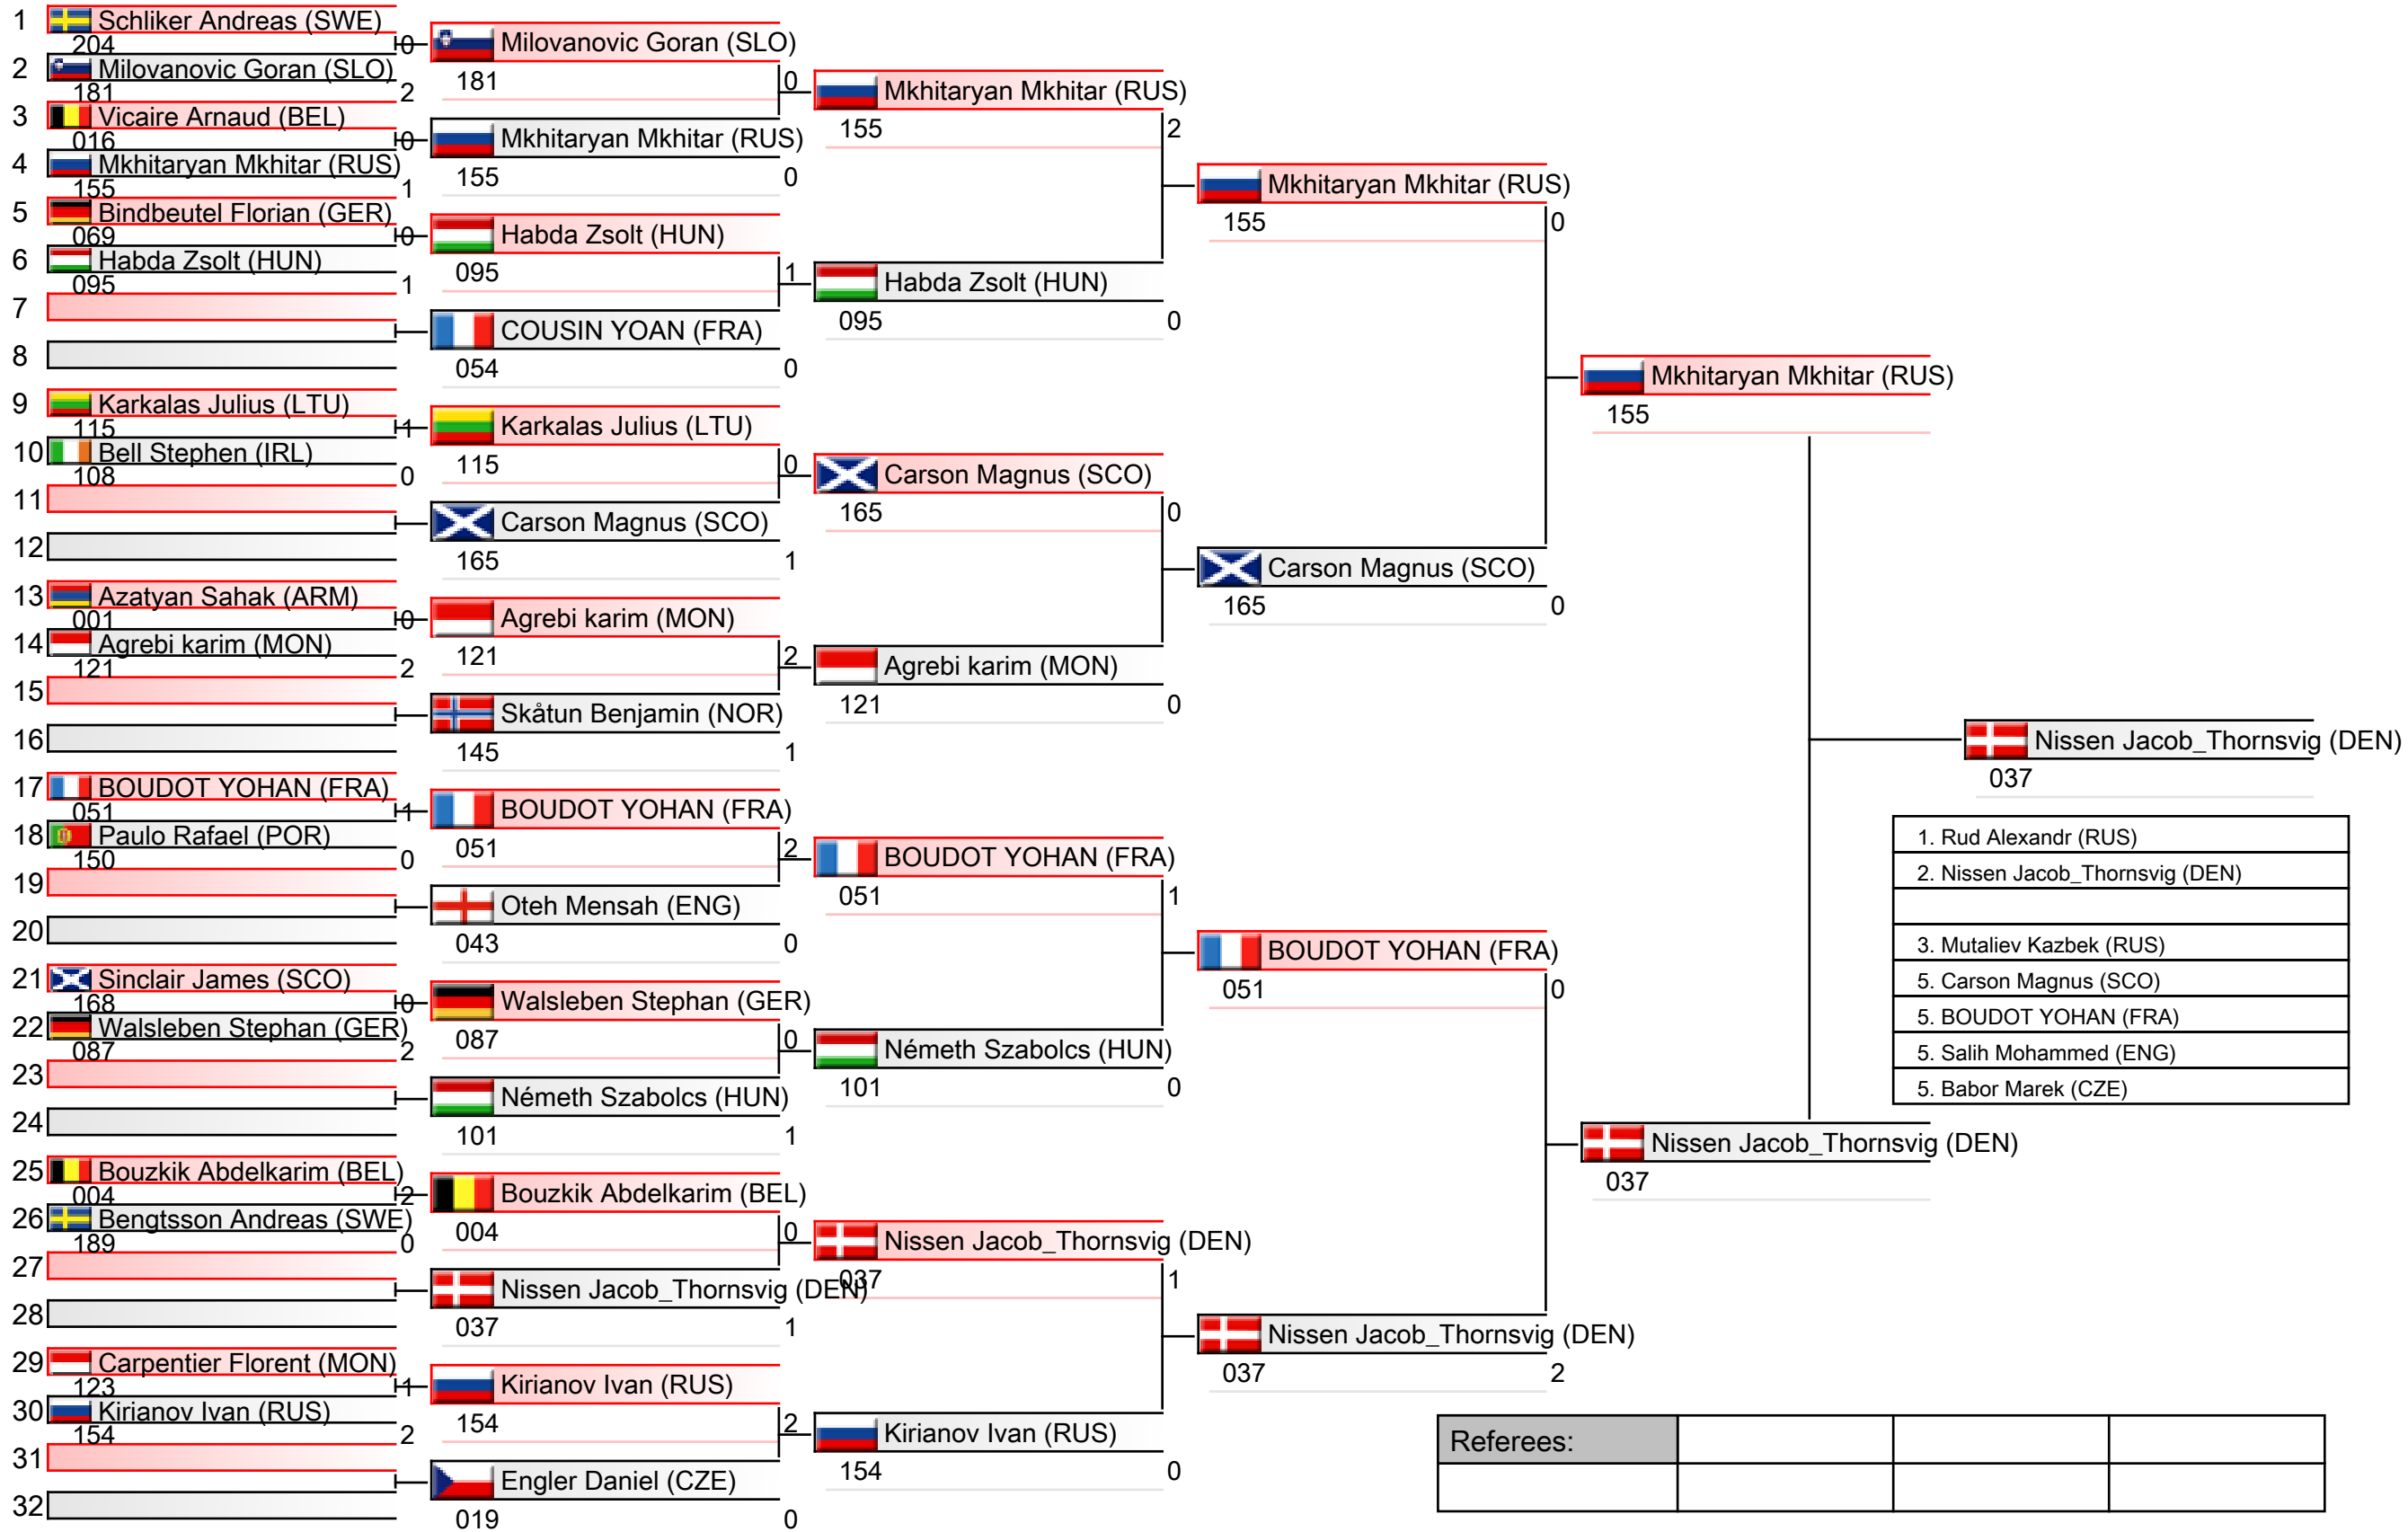 1 Schliker Andreas (SWE)
204 0
2 Milovanovic Goran (SLO)
181 2
3 Vicaire Arnaud (BEL)
016 0
4 Mkhitaryan Mkhitar (RUS)
155 1
5 Bindbeutel Florian (GER)
069 0
6 Habda Zsolt (HUN)
095 1
7
8
9 Karkalas Julius (LTU)
115 1
10 Bell Stephen (IRL)
108 0
11
12
13 Azatyan Sahak (ARM)
001 0
14 Agrebi karim (MON)
121 2
15
16
17 BOUDOT YOHAN (FRA)
051 1
18 Paulo Rafael (POR)
150 0
19
20
21 Sinclair James (SCO)
168 0
22 Walsleben Stephan (GER)
087 2
23
24
25 Bouzkik Abdelkarim (BEL)
004 2
26 Bengtsson Andreas (SWE)
189 0
27
28
29 Carpentier Florent (MON)
123 1
30 Kirianov Ivan (RUS)
154 2
31
32
Milovanovic Goran (SLO)
181 0
Mkhitaryan Mkhitar (RUS)
155 0
Habda Zsolt (HUN)
095 1
COUSIN YOAN (FRA)
054 0
Karkalas Julius (LTU)
115 0
Carson Magnus (SCO)
165 1
Agrebi karim (MON)
121 2
Skåtun Benjamin (NOR)
145 1
BOUDOT YOHAN (FRA)
051 2
Oteh Mensah (ENG)
043 0
Walsleben Stephan (GER)
087 0
Németh Szabolcs (HUN)
101 1
Bouzkik Abdelkarim (BEL)
004 0
Nissen Jacob_Thornsvig (DEN)
037 1
Kirianov Ivan (RUS)
154 2
Engler Daniel (CZE)
019 0
Mkhitaryan Mkhitar (RUS)
155 2
Habda Zsolt (HUN)
095 0
Carson Magnus (SCO)
165 0
Agrebi karim (MON)
121 0
BOUDOT YOHAN (FRA)
051 1
Németh Szabolcs (HUN)
101 0
Nissen Jacob_Thornsvig (DEN)
037 1
Kirianov Ivan (RUS)
154 0
Mkhitaryan Mkhitar (RUS)
155 0
Carson Magnus (SCO)
165 0
BOUDOT YOHAN (FRA)
051 0
Nissen Jacob_Thornsvig (DEN)
037 2
Mkhitaryan Mkhitar (RUS)
155
Nissen Jacob_Thornsvig (DEN)
037
Nissen Jacob_Thornsvig (DEN)
037
1. Rud Alexandr (RUS)
2. Nissen Jacob_Thornsvig (DEN)
3. Mutaliev Kazbek (RUS)
5. Carson Magnus (SCO)
5. BOUDOT YOHAN (FRA)
5. Salih Mohammed (ENG)
5. Babor Marek (CZE)
Referees: